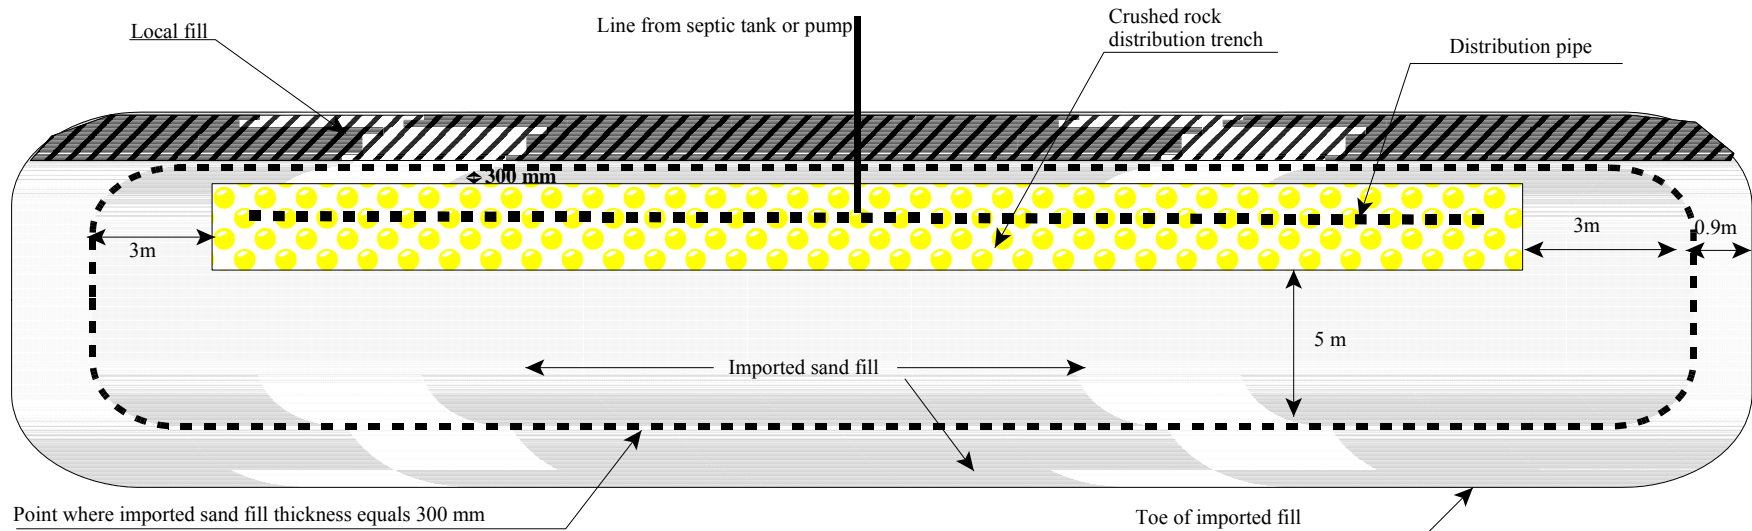 Line from septic tank or pump
Crushed rock
distribution trench
Local fill
Distribution pipe
300 mm
3m
3m
0.9m
5 m
Imported sand fill
Point where imported sand fill thickness equals 300 mm
Toe of imported fill